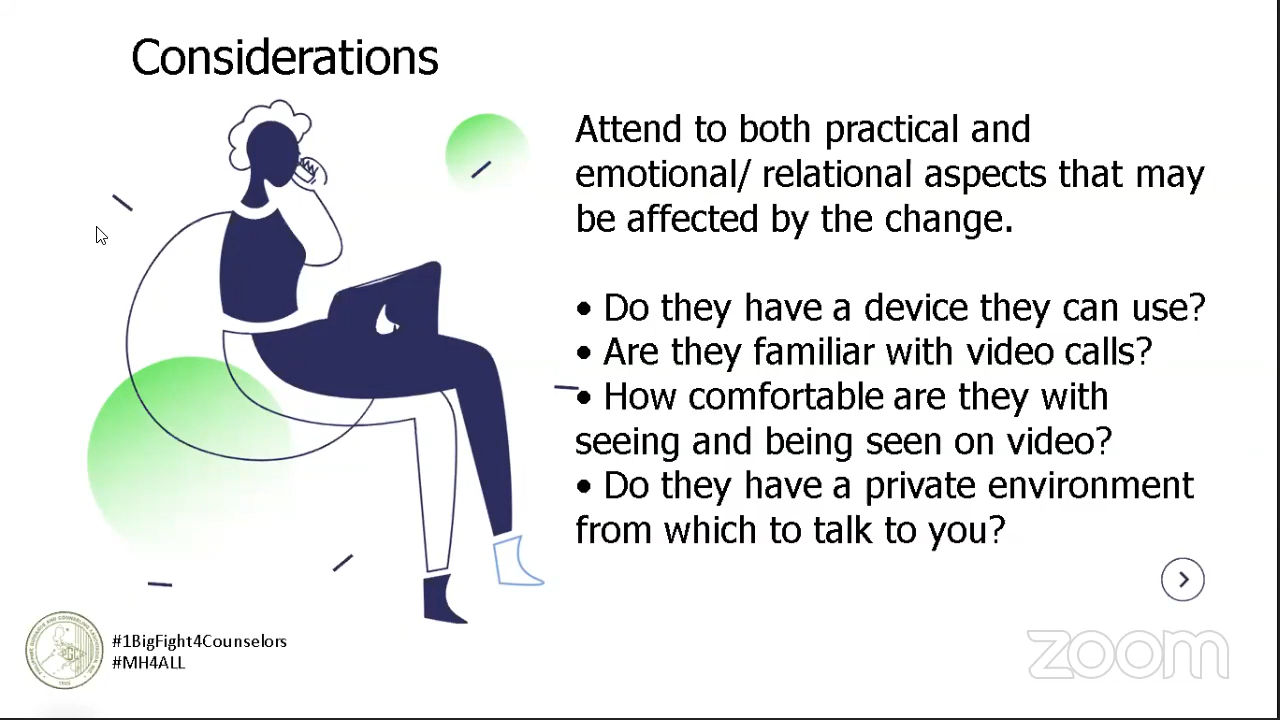 Considerations
Attend to both practical and
emotional/ relational aspects that may
be affected by the change.
• Do they have a device they can use?
• Are they familiar with video calls?
• How comfortable are they with
seeing and being seen on video?
• Do they have a private environment
from which to talk to you?
#1BigFight4Counselors
#MH4ALL
zoom